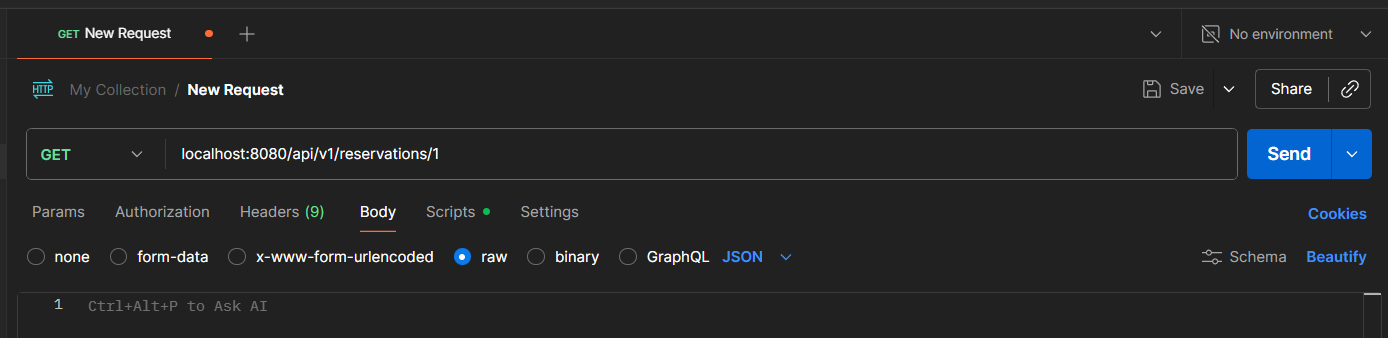 GET New Request
No environment
HTTP My Collection / New Request
Save
Share
GET localhost:8080/api/v1/reservations/1
Send
Params Authorization Headers (9) Body Scripts Settings
Cookies
none form-data x-www-form-urlencoded raw binary GraphQL JSON
Schema Beautify
1 Ctrl+Alt+P to Ask AI